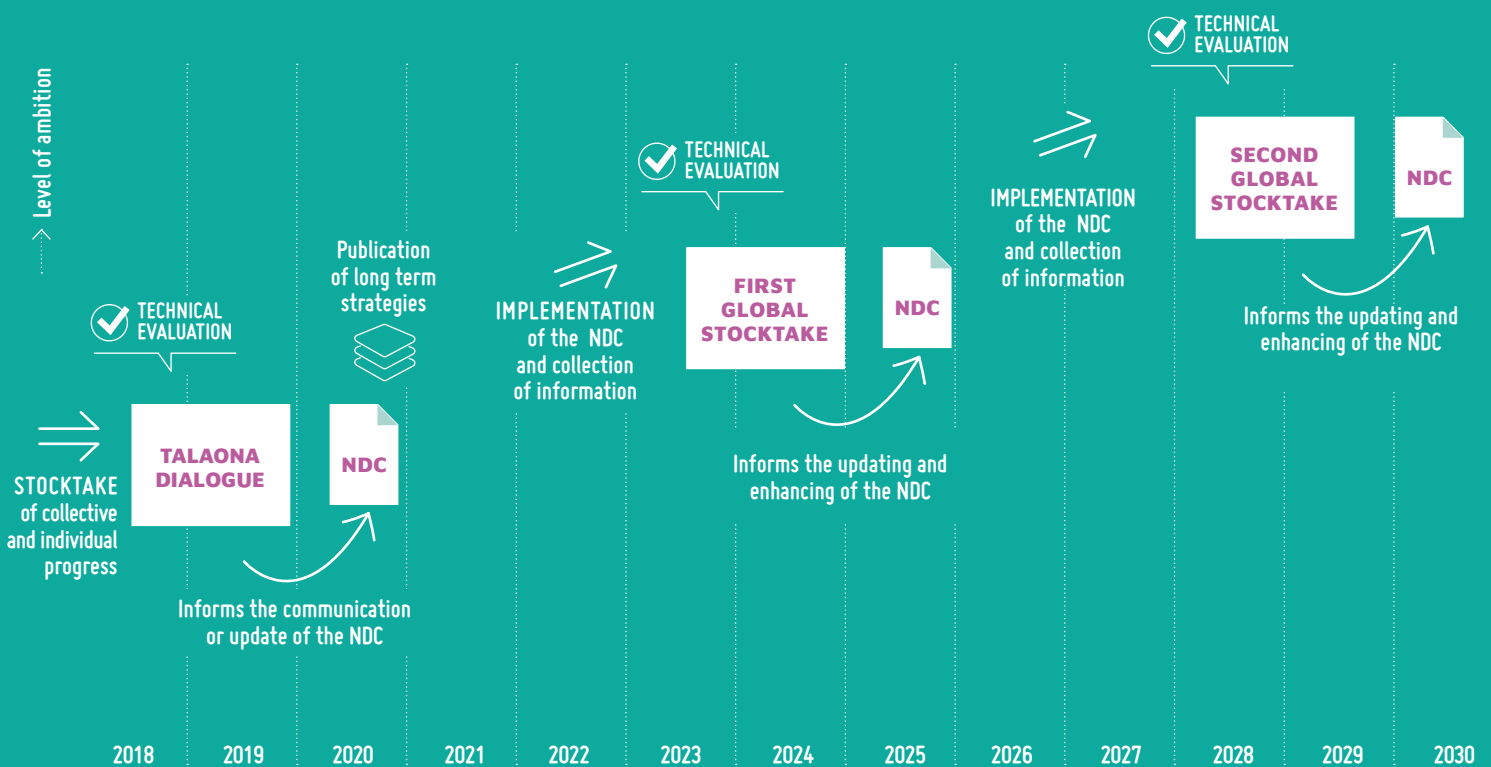 Level of ambition
STOCKTAKE
of collective
and individual
progress
TECHNICAL
EVALUATION
TALAONA
DIALOGUE
Informs the communication
or update of the NDC
NDC
Publication
of long term
strategies
IMPLEMENTATION
of the NDC
and collection
of information
TECHNICAL
EVALUATION
FIRST
GLOBAL
STOCKTAKE
Informs the updating and
enhancing of the NDC
NDC
IMPLEMENTATION
of the NDC
and collection
of information
TECHNICAL
EVALUATION
SECOND
GLOBAL
STOCKTAKE
Informs the updating and
enhancing of the NDC
NDC
2018 2019 2020 2021 2022 2023 2024 2025 2026 2027 2028 2029 2030